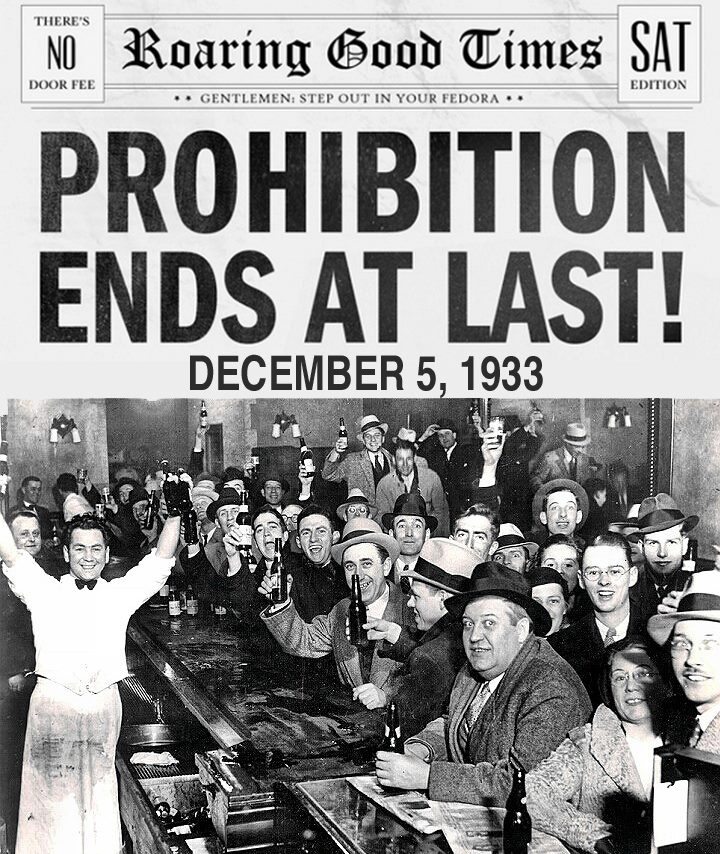 THERE'S
NO
DOOR FEE
Roaring Good Times
SAT
EDITION
** GENTLEMEN: STEP OUT IN YOUR FEDORA **
PROHIBITION
ENDS AT LAST!
DECEMBER 5, 1933